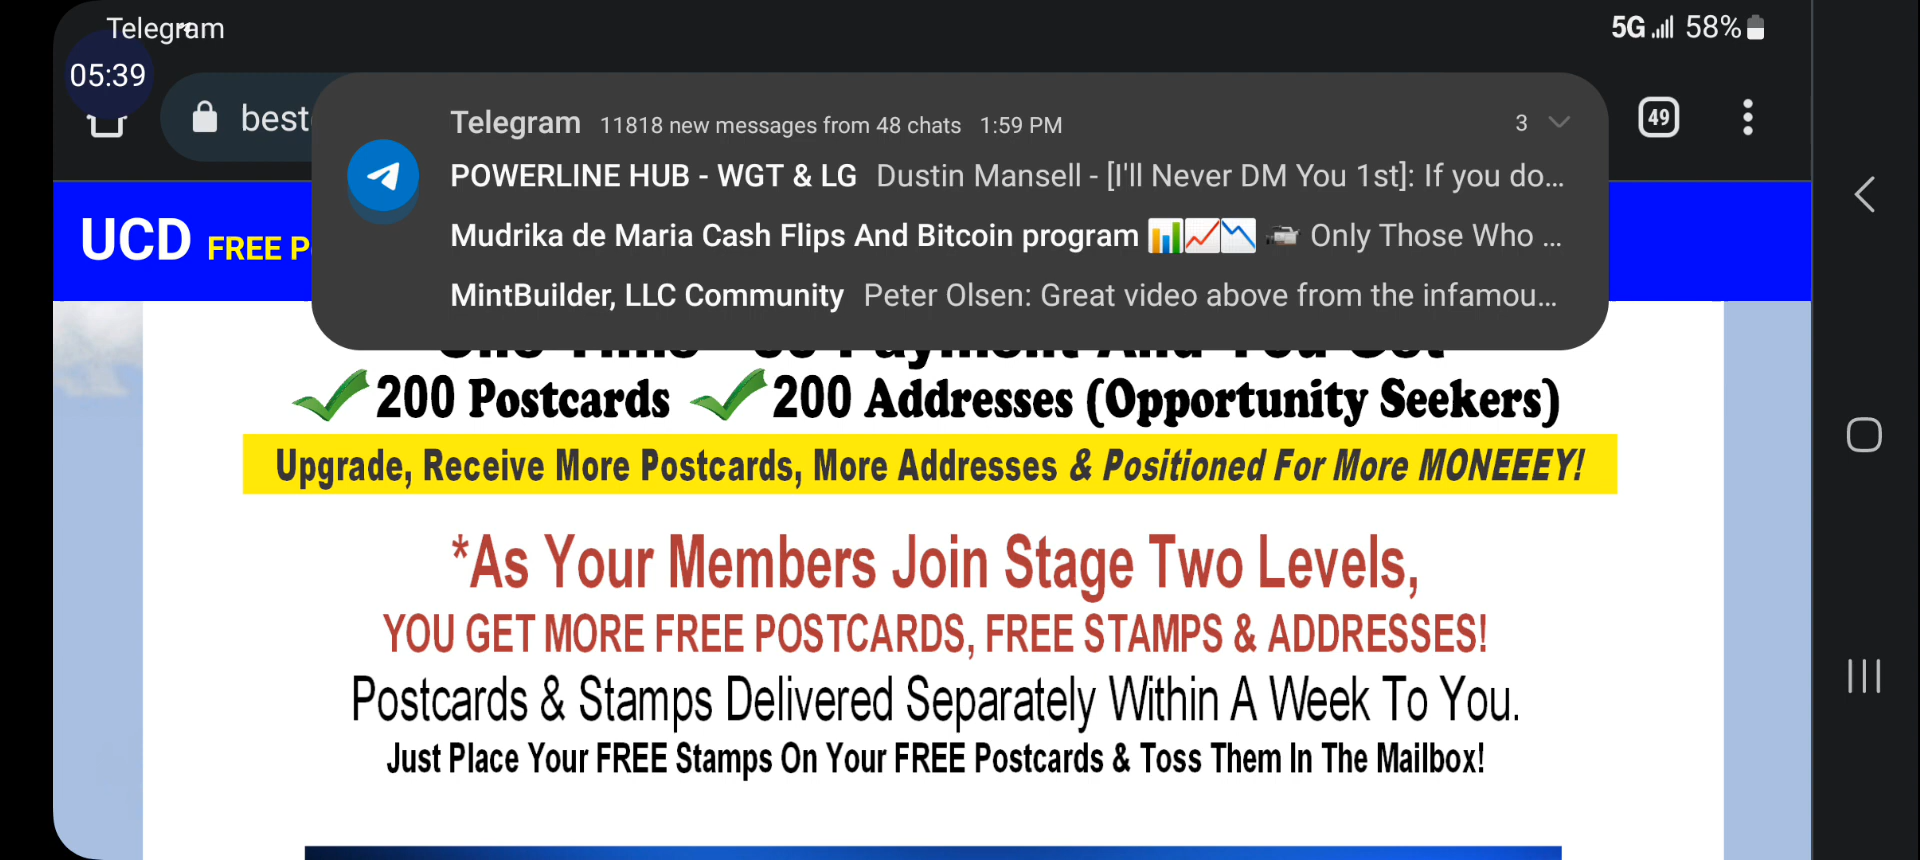 Telegram
5G 58%
05:39
best
49
Telegram 11818 new messages from 48 chats 1:59 PM 3
POWERLINE HUB - WGT & LG Dustin Mansell - [I'll Never DM You 1st]: If you do...
Mudrika de Maria Cash Flips And Bitcoin program 📊📈📉 📹 Only Those Who ...
MintBuilder, LLC Community Peter Olsen: Great video above from the infamou...
UCD FREE P
200 Postcards 200 Addresses (Opportunity Seekers)
Upgrade, Receive More Postcards, More Addresses & Positioned For More MONEEEY!
*As Your Members Join Stage Two Levels,
YOU GET MORE FREE POSTCARDS, FREE STAMPS & ADDRESSES!
Postcards & Stamps Delivered Separately Within A Week To You.
Just Place Your FREE Stamps On Your FREE Postcards & Toss Them In The Mailbox!